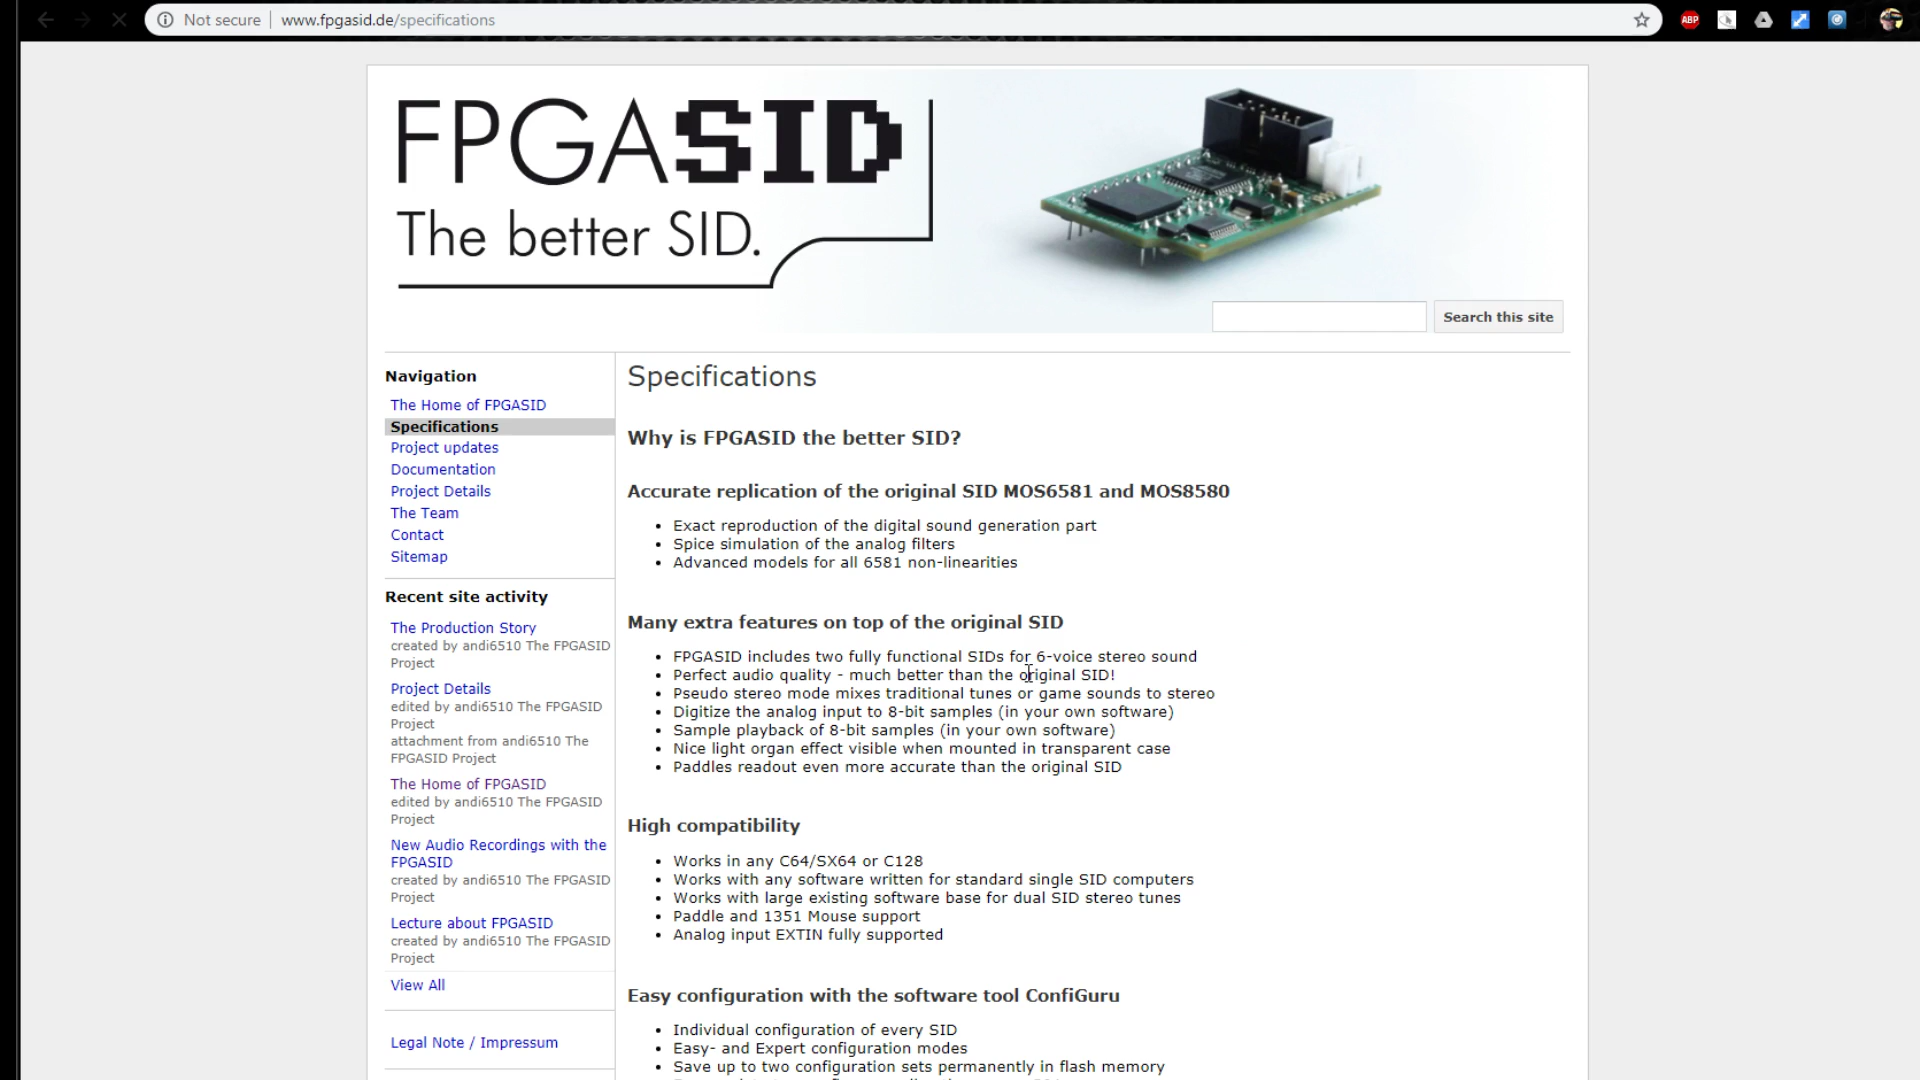 Not secure | www.fpgasid.de/specifications
ABP
FPGASID
The better SID.
Search this site
Navigation
The Home of FPGASID
Specifications
Project updates
Documentation
Project Details
The Team
Contact
Sitemap
Recent site activity
The Production Story
created by andi6510 The FPGASID
Project
Project Details
edited by andi6510 The FPGASID
Project
attachment from andi6510 The
FPGASID Project
The Home of FPGASID
edited by andi6510 The FPGASID
Project
New Audio Recordings with the
FPGASID
created by andi6510 The FPGASID
Project
Lecture about FPGASID
created by andi6510 The FPGASID
Project
View All
Legal Note / Impressum
Specifications
Why is FPGASID the better SID?
Accurate replication of the original SID MOS6581 and MOS8580
• Exact reproduction of the digital sound generation part
• Spice simulation of the analog filters
• Advanced models for all 6581 non-linearities
Many extra features on top of the original SID
• FPGASID includes two fully functional SIDs for 6-voice stereo sound
• Perfect audio quality - much better than the original SID!
• Pseudo stereo mode mixes traditional tunes or game sounds to stereo
• Digitize the analog input to 8-bit samples (in your own software)
• Sample playback of 8-bit samples (in your own software)
• Nice light organ effect visible when mounted in transparent case
• Paddles readout even more accurate than the original SID
High compatibility
• Works in any C64/SX64 or C128
• Works with any software written for standard single SID computers
• Works with large existing software base for dual SID stereo tunes
• Paddle and 1351 Mouse support
• Analog input EXTIN fully supported
Easy configuration with the software tool ConfiGuru
• Individual configuration of every SID
• Easy- and Expert configuration modes
• Save up to two configuration sets permanently in flash memory